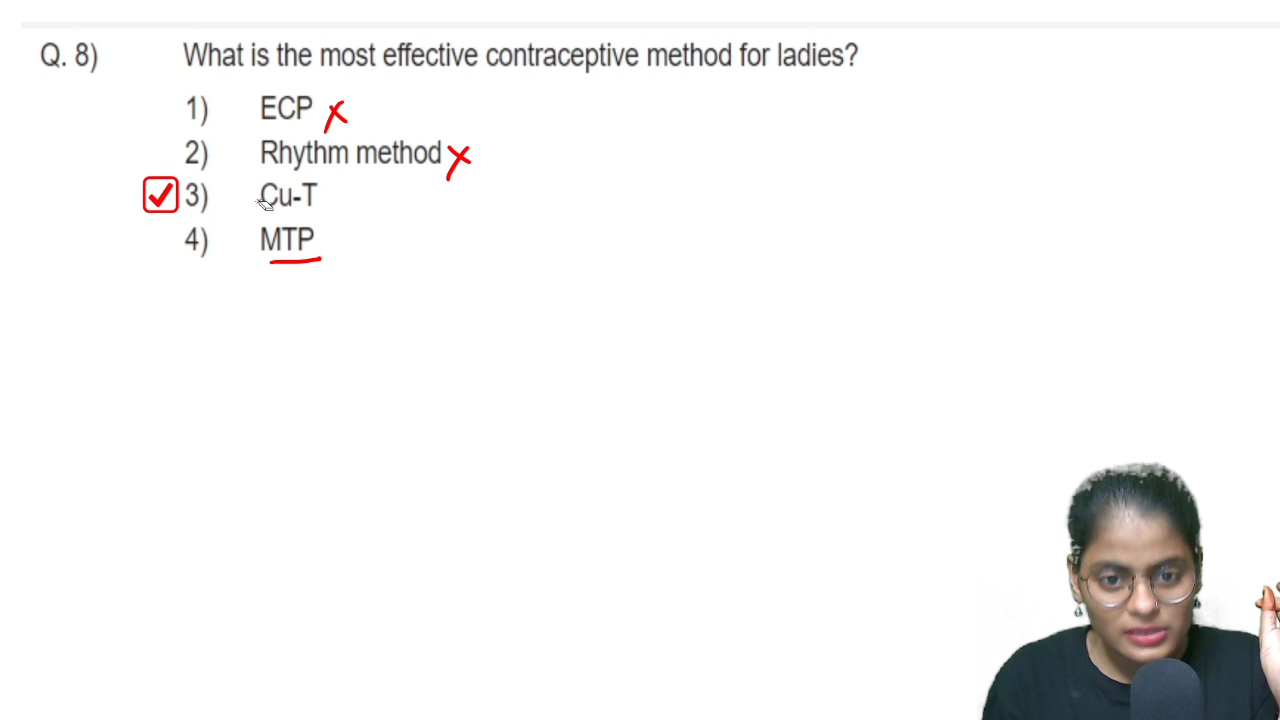 Q. 8) What is the most effective contraceptive method for ladies?
1) ECP
2) Rhythm method
3) Cu-T
4) MTP